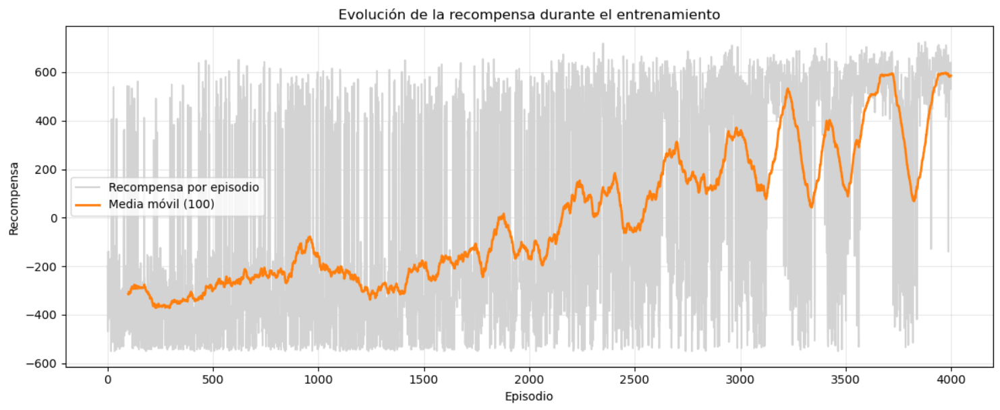 Evolución de la recompensa durante el entrenamiento
600
400
200
0
−200
−400
−600
Recompensa
Recompensa por episodio
Media móvil (100)
0 500 1000 1500 2000 2500 3000 3500 4000
Episodio